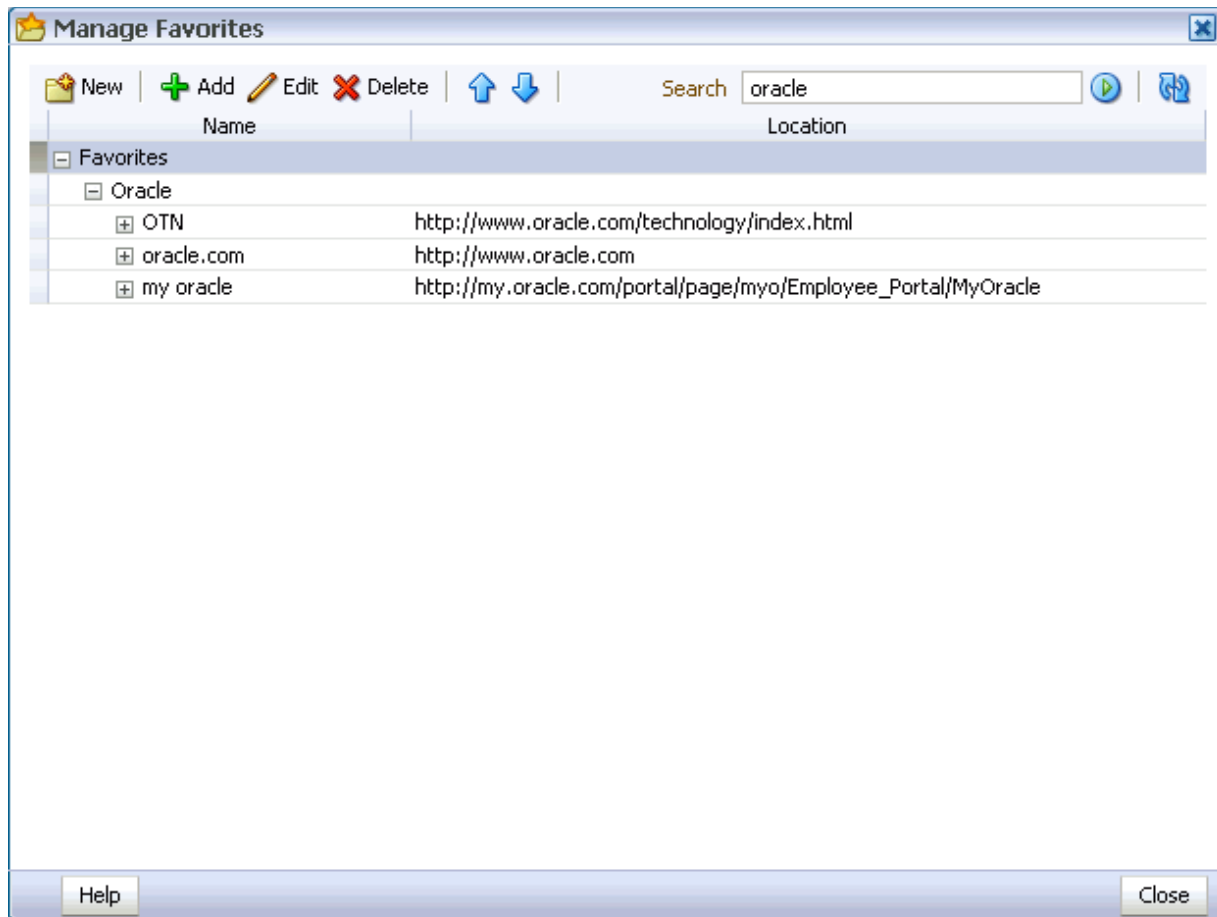 Manage Favorites
New Add Edit Delete Search oracle
Name Location
Favorites
Oracle
OTN http://www.oracle.com/technology/index.html
oracle.com http://www.oracle.com
my oracle http://my.oracle.com/portal/page/myo/Employee_Portal/MyOracle
Help Close